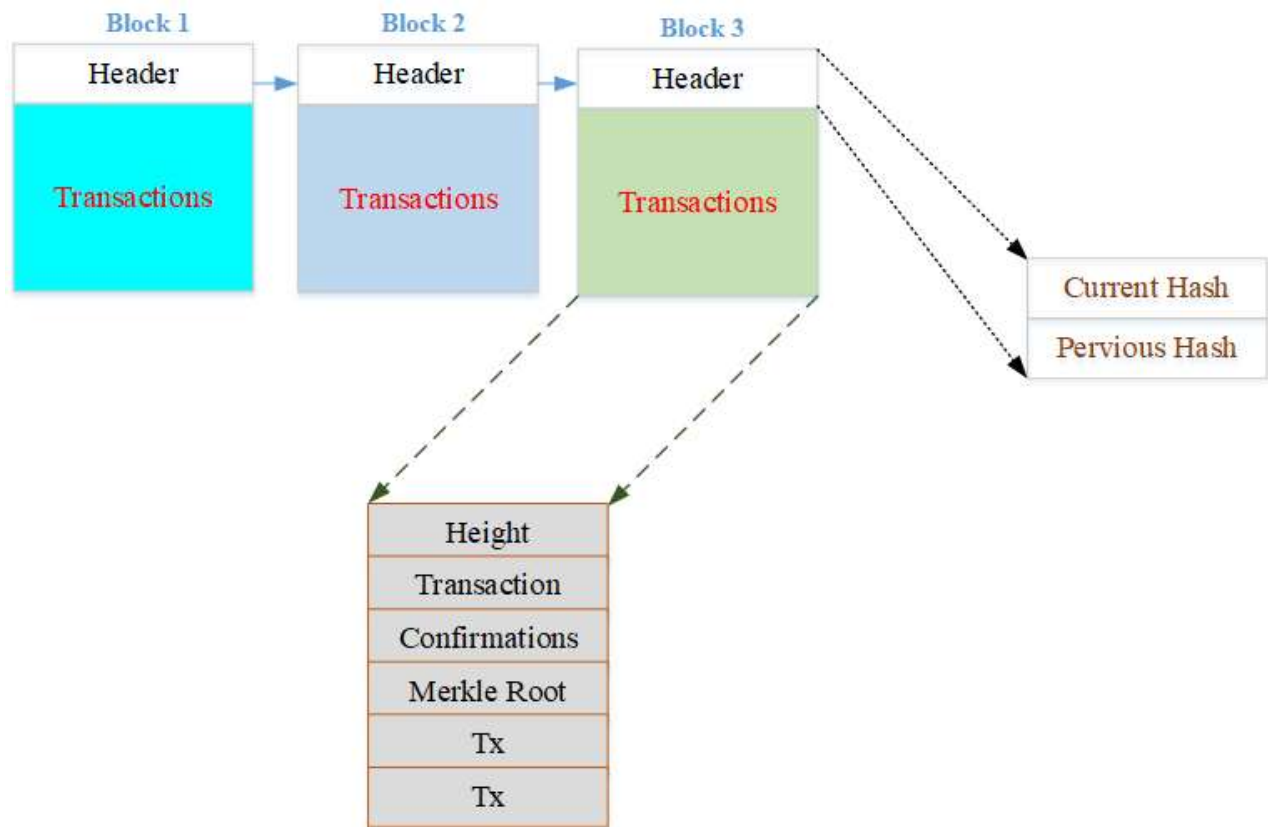 Block 1
Block 2
Block 3
Header
Header
Header
Transactions
Transactions
Transactions
Current Hash
Pervious Hash
Height
Transaction
Confirmations
Merkle Root
Tx
Tx